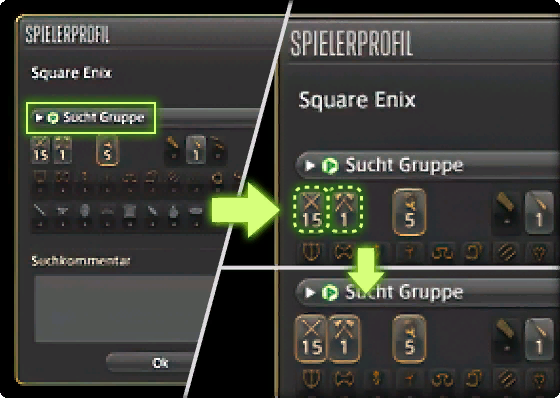 SPIELERPROFIL
Square Enix
Sucht Gruppe
15 1 5 1
Suchkommentar
Ok
SPIELERPROFIL
Square Enix
Sucht Gruppe
15 1 5 1
Sucht Gruppe
15 1 5 1